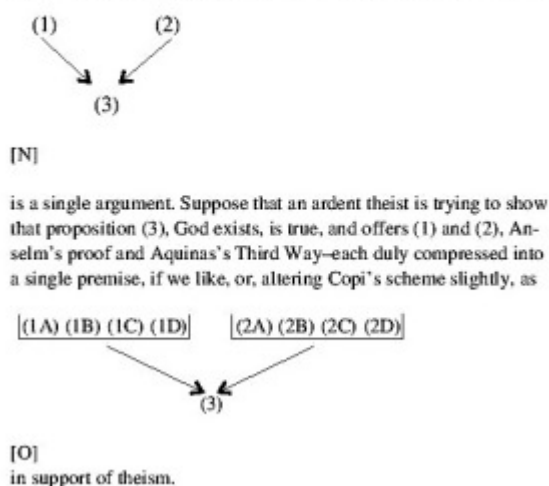 (1) (2)
(3)
[N]
is a single argument. Suppose that an ardent theist is trying to show
that proposition (3), God exists, is true, and offers (1) and (2), An-
selm's proof and Aquinas's Third Way–each duly compressed into
a single premise, if we like, or, altering Copi's scheme slightly, as
(1A) (1B) (1C) (1D) (2A) (2B) (2C) (2D)
(3)
[O]
in support of theism.